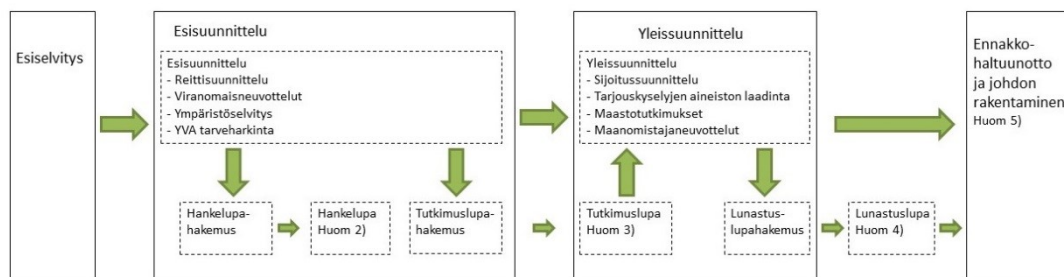 Esiselvitys
Esisuunnittelu
Esisuunnittelu
- Reittisuunnittelu
- Viranomaisneuvottelut
- Ympäristöselvitys
- YVA tarveharkinta
Hankelupa-
hakemus
Hankelupa
Huom 2)
Tutkimuslupa-
hakemus
Yleissuunnittelu
Yleissuunnittelu
- Sijoitussuunnittelu
- Tarjouskyselyjen aineiston laadinta
- Maastotutkimukset
- Maanomistajaneuvottelut
Tutkimuslupa
Huom 3)
Lunastus-
lupahakemus
Lunastuslupa
Huom 4)
Ennakko-
haltuunotto
ja johdon
rakentaminen
Huom 5)